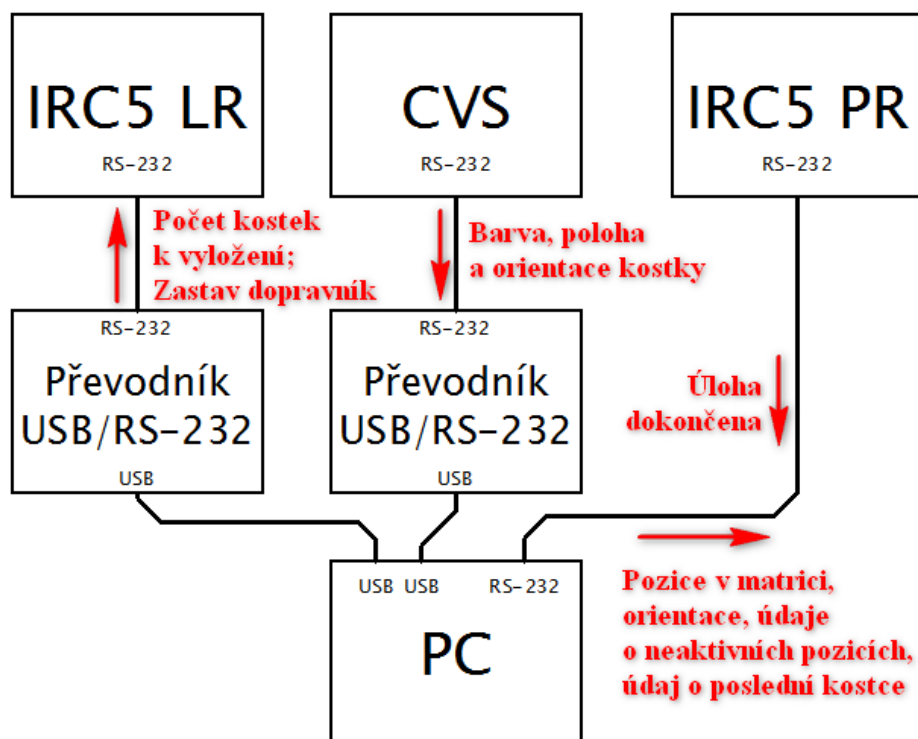 IRC5 LR
RS-232
CVS
RS-232
IRC5 PR
RS-232
Počet kostek
k vyložení;
Zastav dopravník
Barva, poloha
a orientace kostky
RS-232
Převodník
USB/RS-232
USB
RS-232
Převodník
USB/RS-232
USB
Úloha
dokončena
USB USB RS-232
PC
Pozice v matrici,
orientace, údaje
o neaktivních pozicích,
údaj o poslední kostce